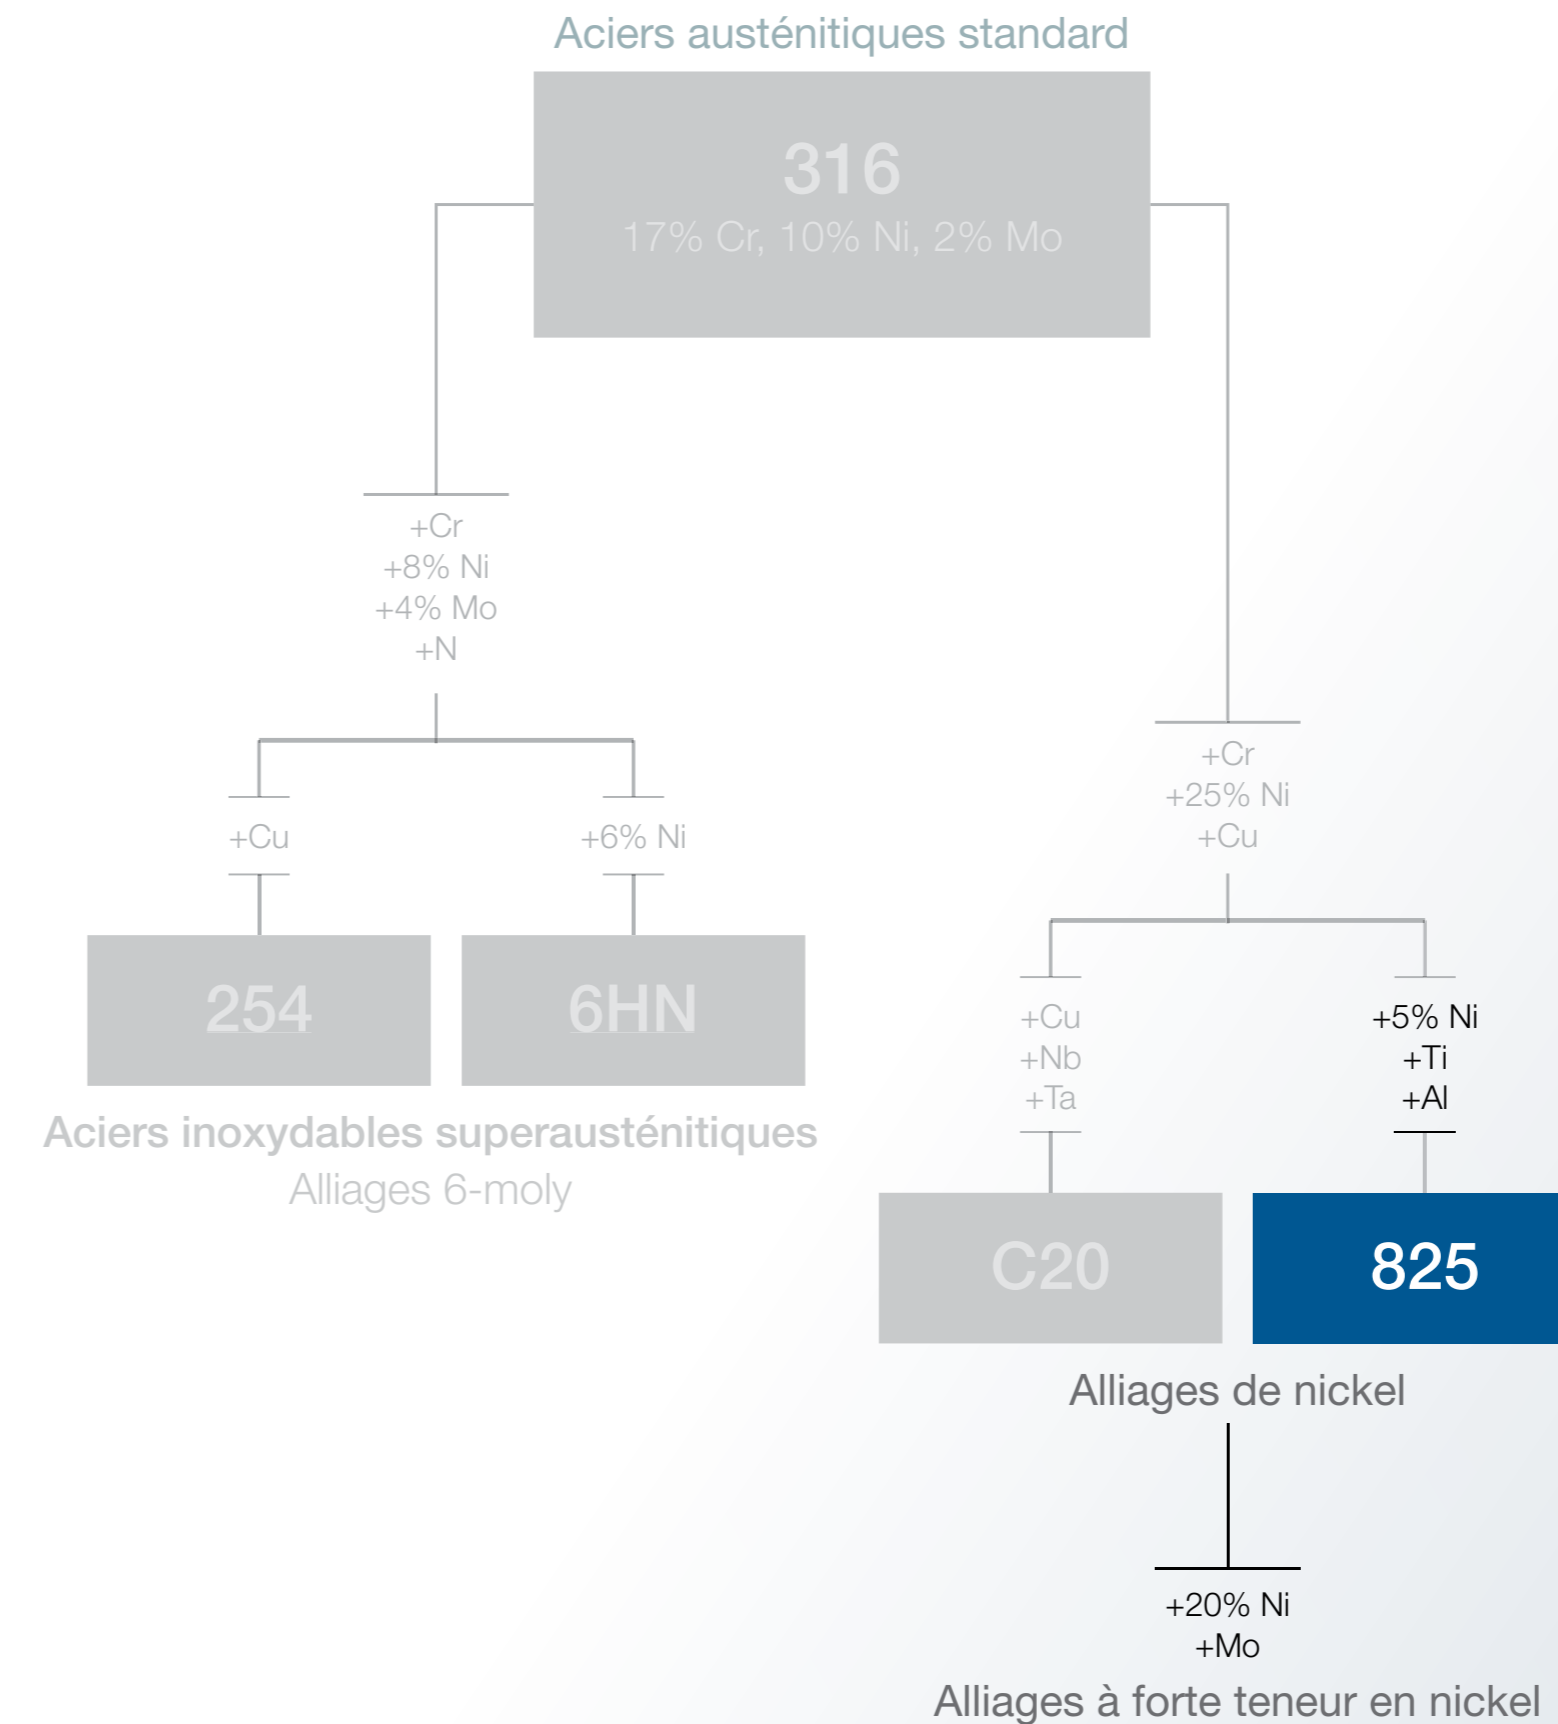 Aciers austénitiques standard
316
17% Cr, 10% Ni, 2% Mo
+Cr
+8% Ni
+4% Mo
+N
+Cu
+6% Ni
254
6HN
Aciers inoxydables superausténitiques
Alliages 6-moly
+Cr
+25% Ni
+Cu
+Cu
+Nb
+Ta
+5% Ni
+Ti
+Al
C20
825
Alliages de nickel
+20% Ni
+Mo
Alliages à forte teneur en nickel